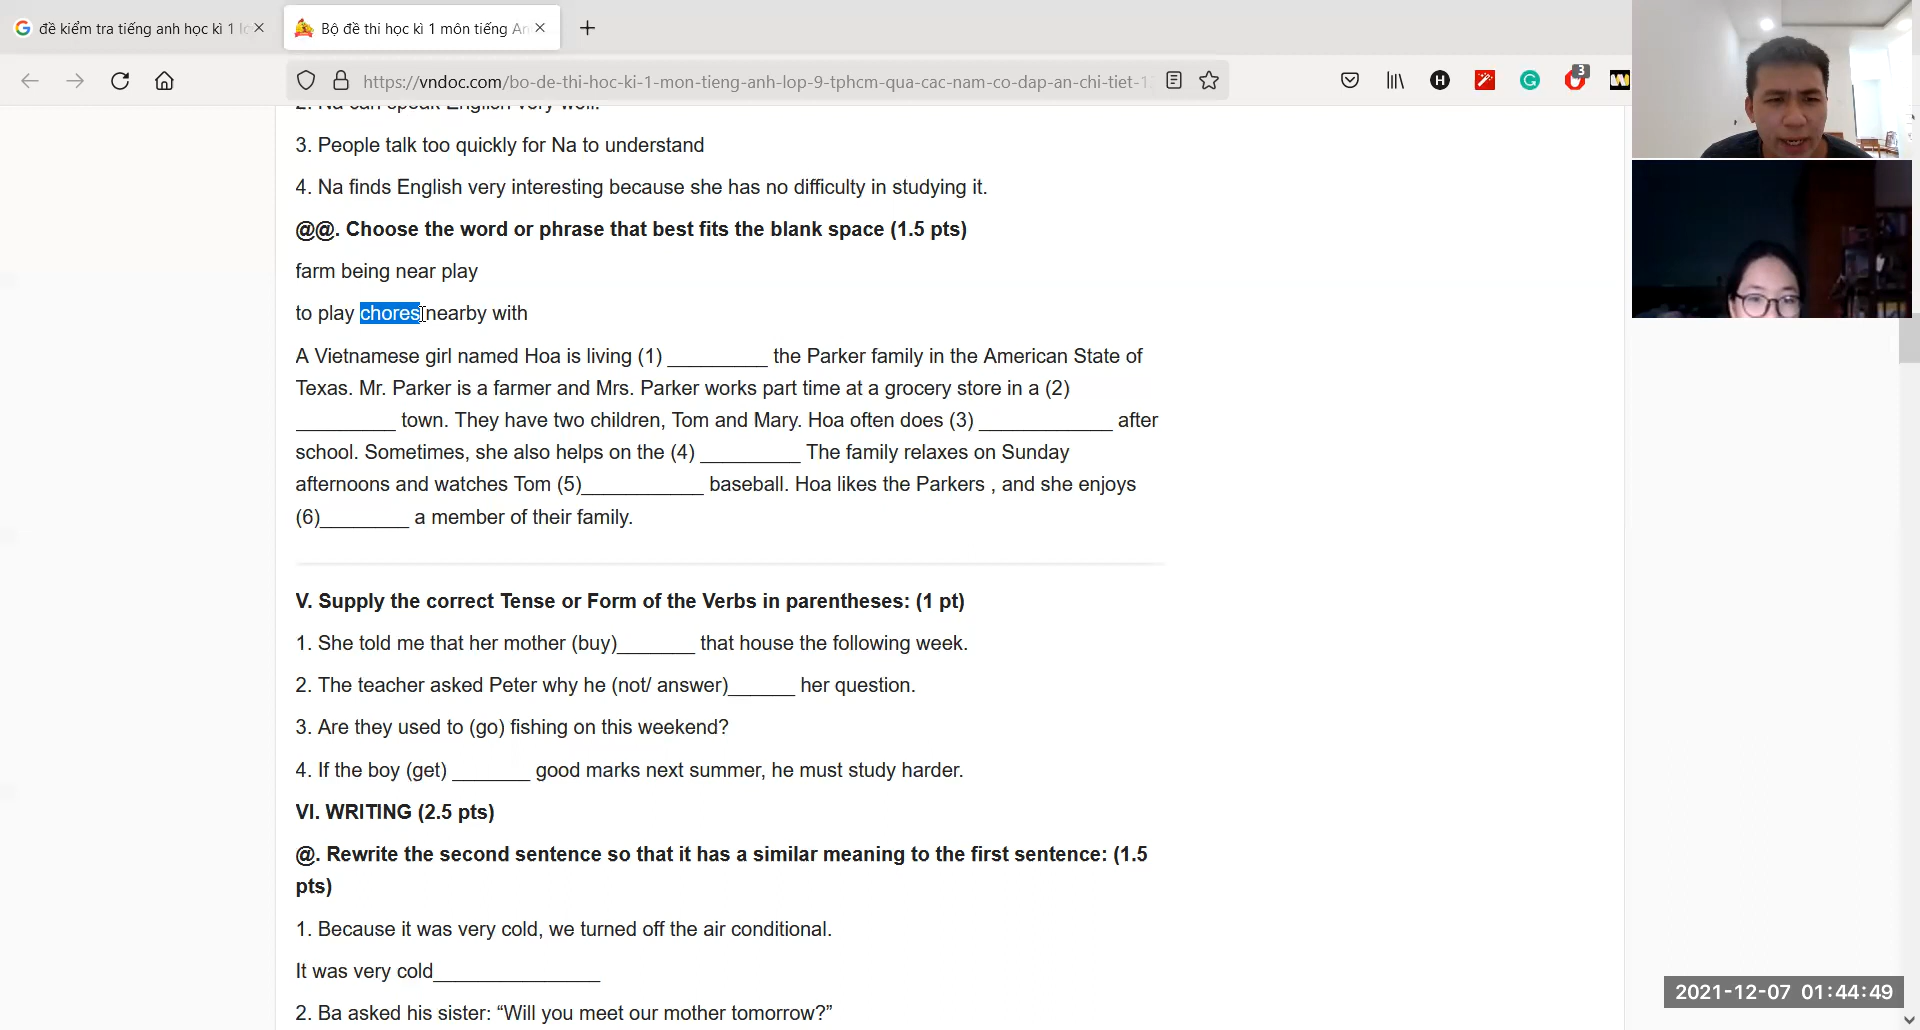 đề kiểm tra tiếng anh học kì 1 lớ
Bộ đề thi học kì 1 môn tiếng An
https://vndoc.com/bo-de-thi-hoc-ki-1-mon-tieng-anh-lop-9-tphcm-qua-cac-nam-co-dap-an-chi-tiet-1
3
2. Na can speak English very well.
3. People talk too quickly for Na to understand
4. Na finds English very interesting because she has no difficulty in studying it.
@@. Choose the word or phrase that best fits the blank space (1.5 pts)
farm being near play
to play chores nearby with
A Vietnamese girl named Hoa is living (1) _________ the Parker family in the American State of
Texas. Mr. Parker is a farmer and Mrs. Parker works part time at a grocery store in a (2)
_________ town. They have two children, Tom and Mary. Hoa often does (3) ____________ after
school. Sometimes, she also helps on the (4) _________ The family relaxes on Sunday
afternoons and watches Tom (5)___________ baseball. Hoa likes the Parkers , and she enjoys
(6)________ a member of their family.
V. Supply the correct Tense or Form of the Verbs in parentheses: (1 pt)
1. She told me that her mother (buy)_______ that house the following week.
2. The teacher asked Peter why he (not/ answer)______ her question.
3. Are they used to (go) fishing on this weekend?
4. If the boy (get) _______ good marks next summer, he must study harder.
VI. WRITING (2.5 pts)
@. Rewrite the second sentence so that it has a similar meaning to the first sentence: (1.5
pts)
1. Because it was very cold, we turned off the air conditional.
It was very cold_______________
2. Ba asked his sister: “Will you meet our mother tomorrow?”
2021-12-07 01:44:49